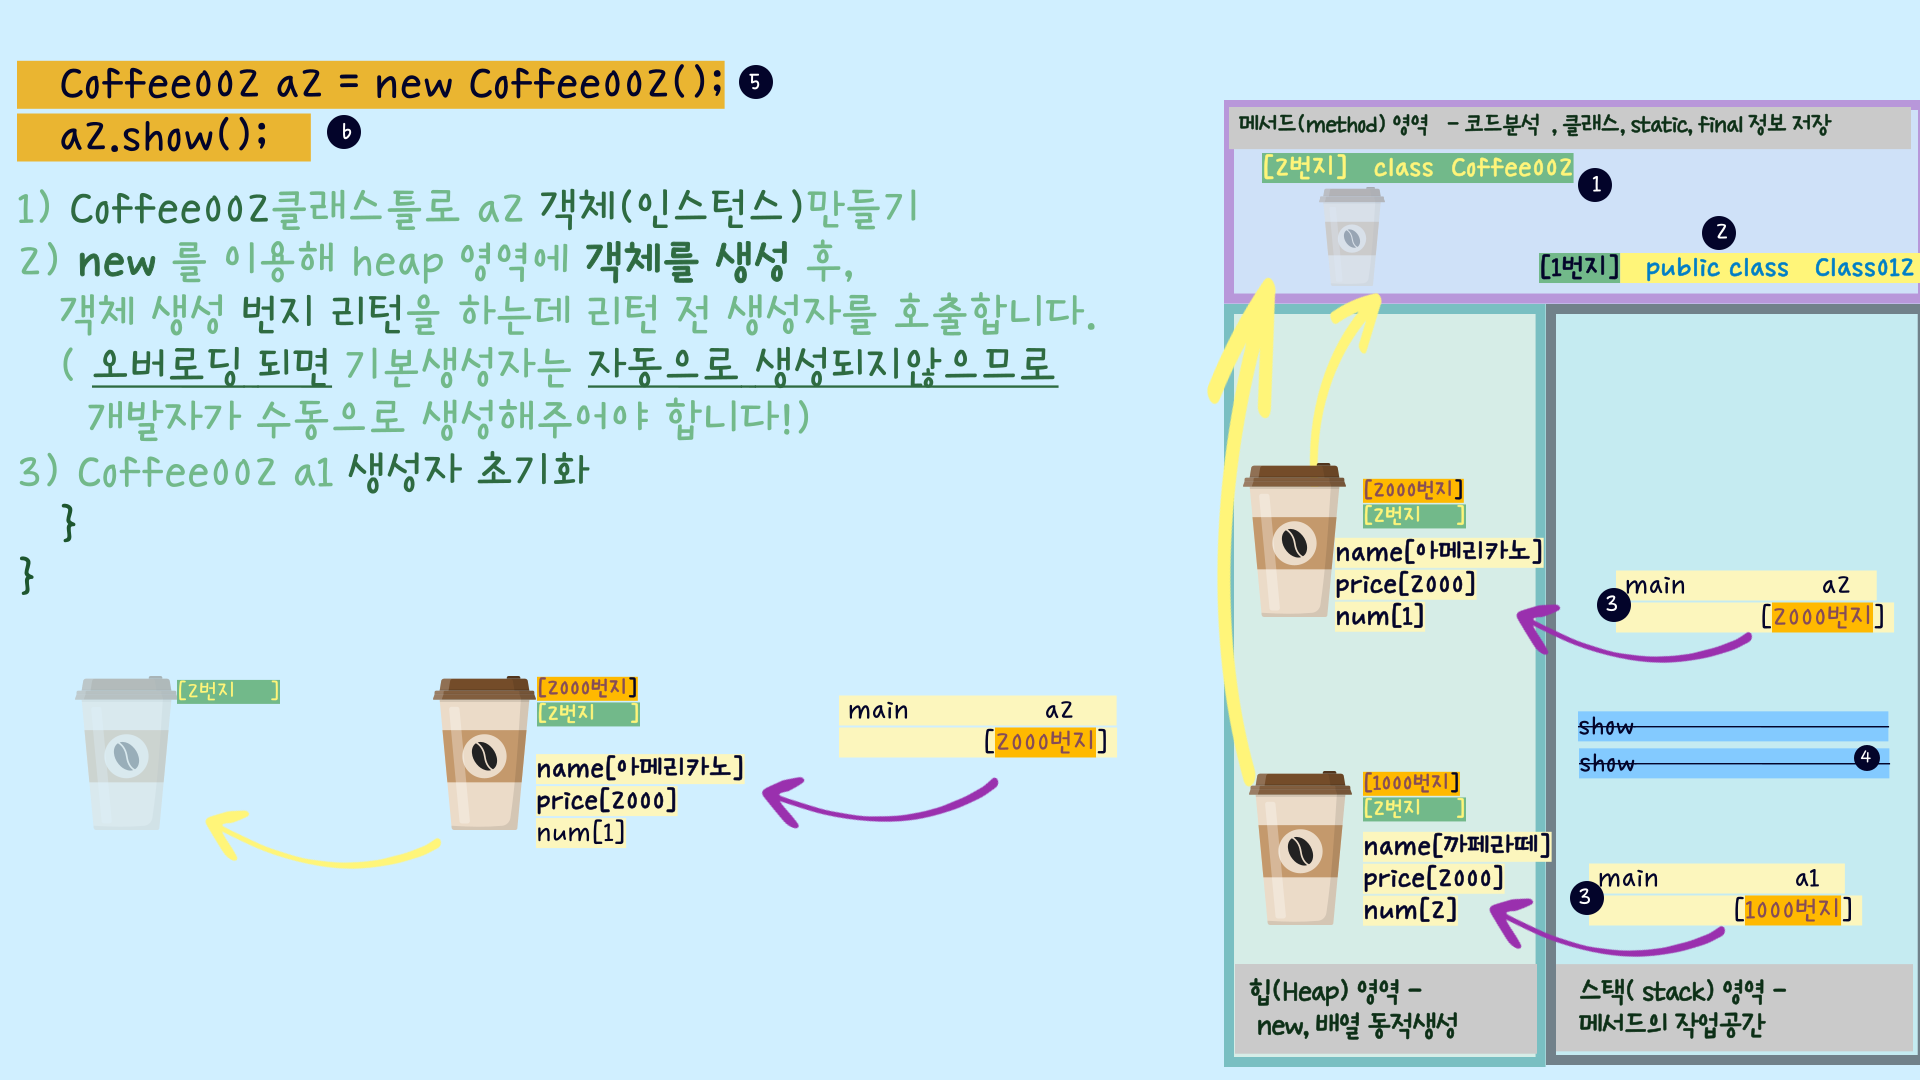 Coffee002 a2 = new Coffee002(); 5
a2.show(); 6
1) Coffee002클래스틀로 a2 객체(인스턴스)만들기
2) new 를 이용해 heap 영역에 객체를 생성 후,
객체 생성 번지 리턴을 하는데 리턴 전 생성자를 호출합니다.
( 오버로딩 되면 기본생성자는 자동으로 생성되지않으므로
개발자가 수동으로 생성해주어야 합니다!)
3) Coffee002 a1 생성자 초기화
}
}
[2번지 ]
[2000번지]
[2번지 ]
name[아메리카노]
price[2000]
num[1]
main a2
[2000번지]
메서드(method) 영역 - 코드분석 , 클래스, static, final 정보 저장
[2번지] class Coffee002 1
2
[1번지] public class Class012
[2000번지]
[2번지 ]
name[아메리카노]
price[2000]
num[1]
main a2
3
[2000번지]
show
show 4
[1000번지]
[2번지 ]
name[까페라떼]
price[2000]
num[2]
main a1
3
[1000번지]
힙(Heap) 영역 -
new, 배열 동적생성
스택( stack) 영역 -
메서드의 작업공간